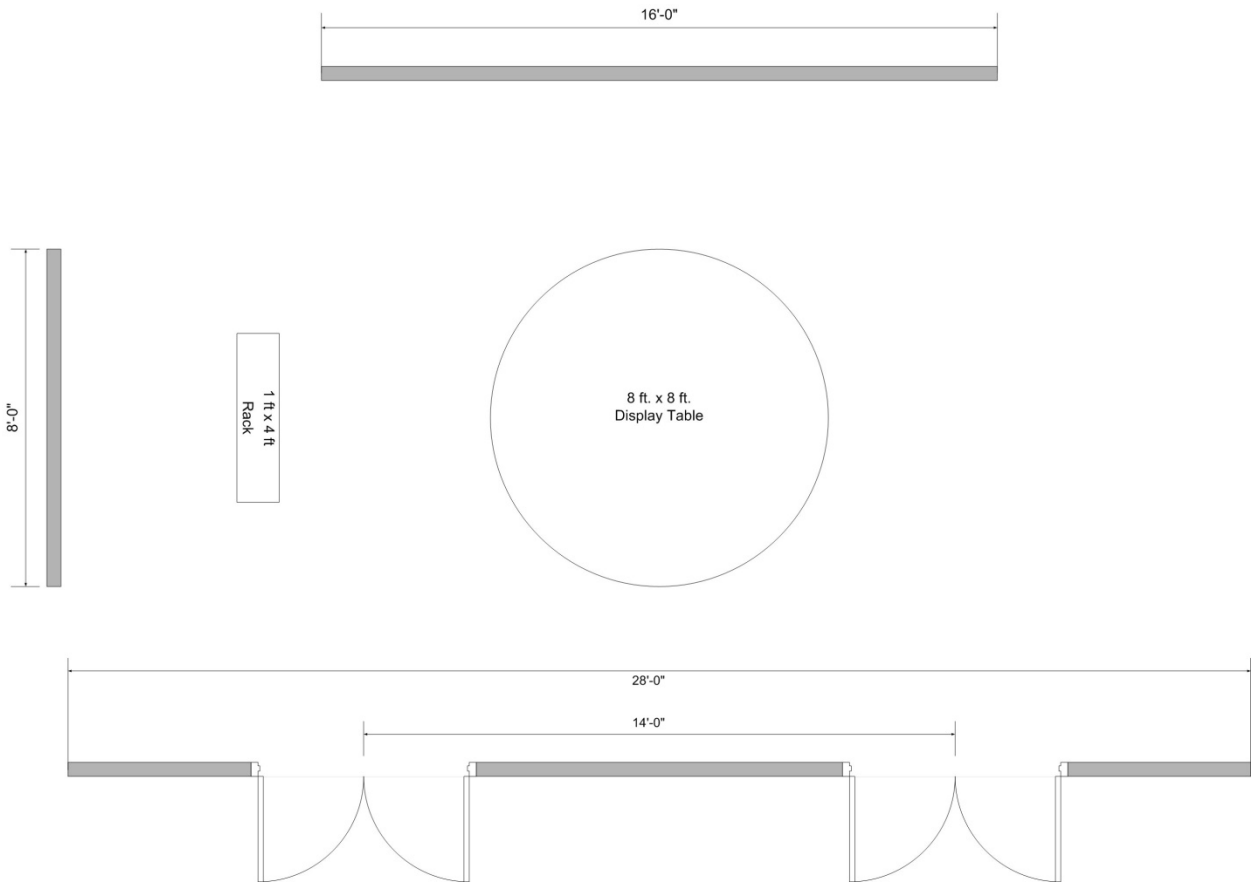 16'-0"
8'-0"
1 ft x 4 ft
Rack
8 ft. x 8 ft.
Display Table
28'-0"
14'-0"